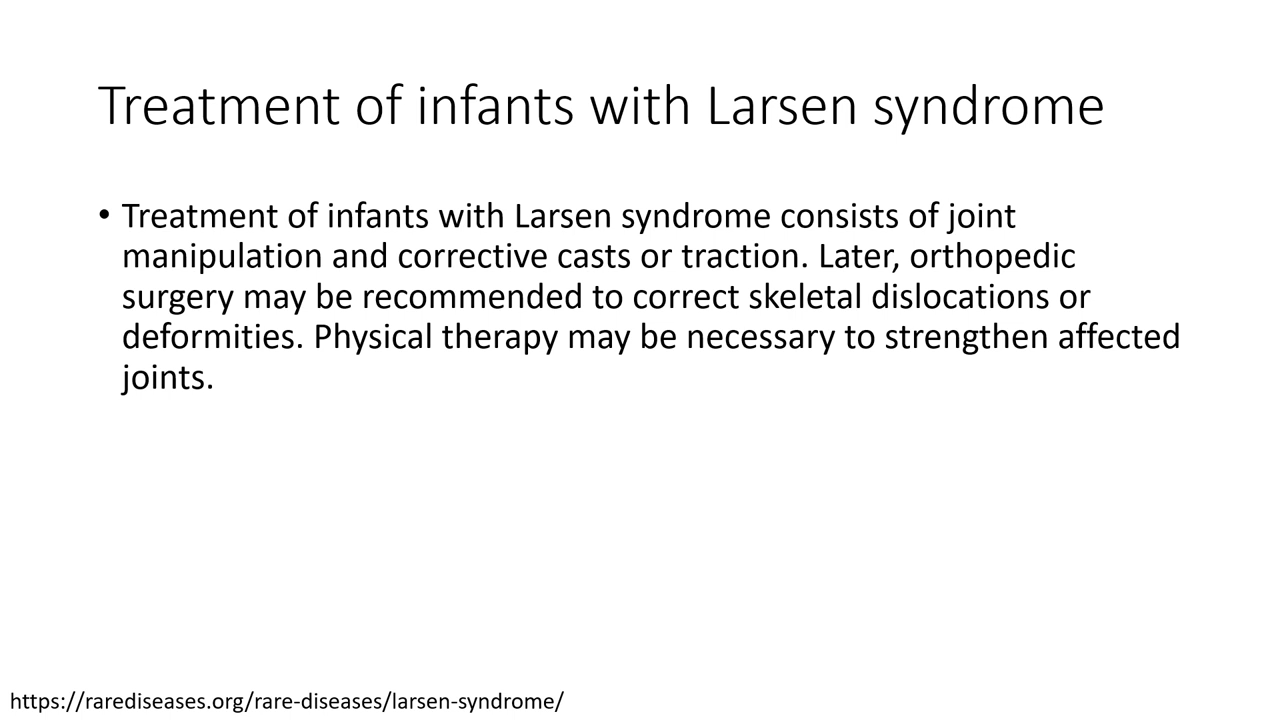 Treatment of infants with Larsen syndrome
• Treatment of infants with Larsen syndrome consists of joint
manipulation and corrective casts or traction. Later, orthopedic
surgery may be recommended to correct skeletal dislocations or
deformities. Physical therapy may be necessary to strengthen affected
joints.
https://rarediseases.org/rare-diseases/larsen-syndrome/